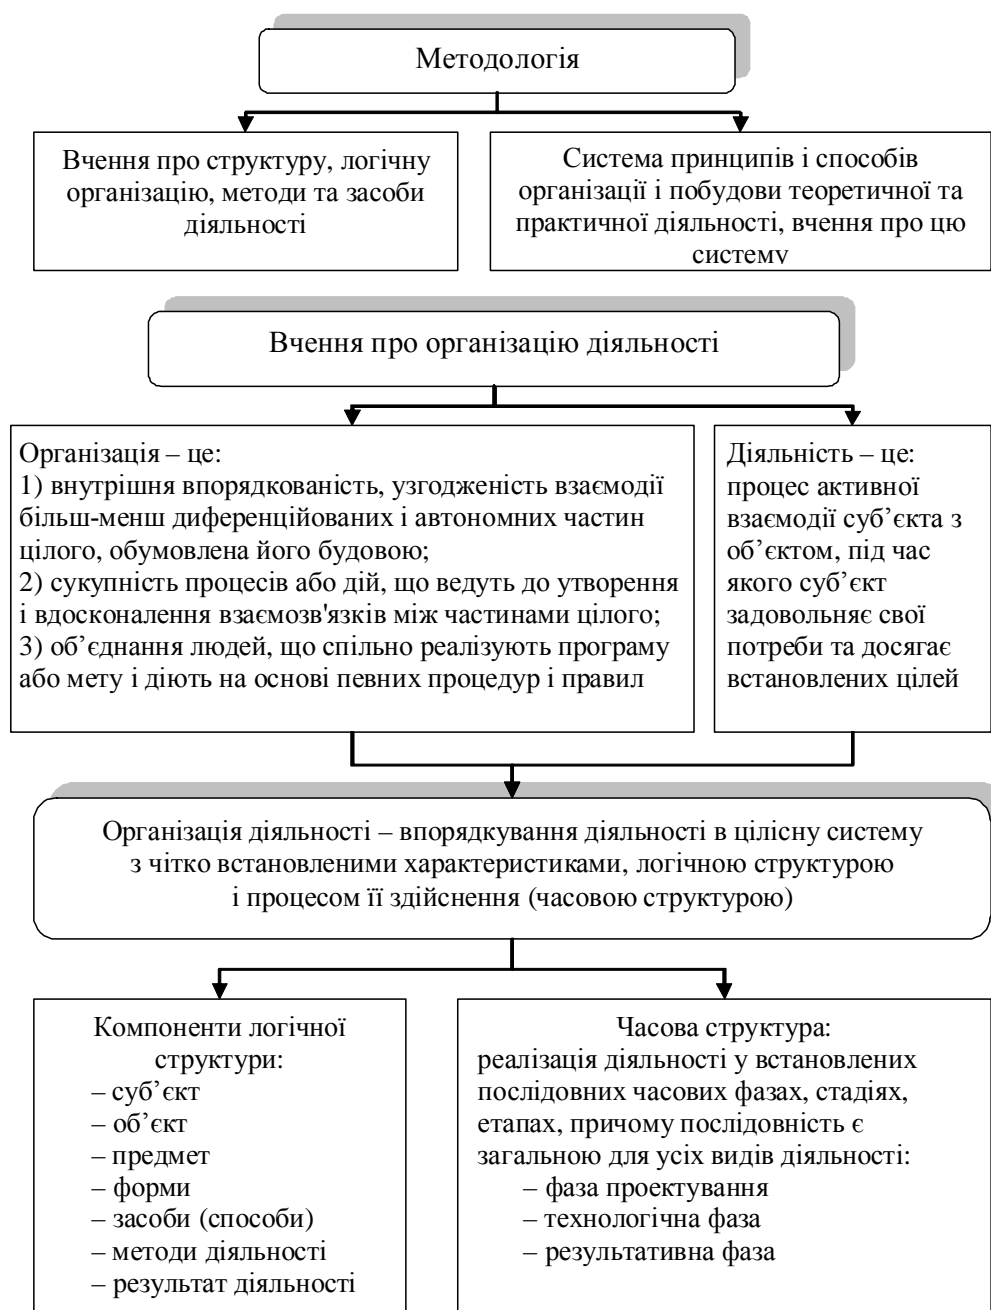 Методологія
Вчення про структуру, логічну
організацію, методи та засоби
діяльності
Система принципів і способів
організації і побудови теоретичної та
практичної діяльності, вчення про цю
систему
Вчення про організацію діяльності
Організація – це:
1) внутрішня впорядкованість, узгодженість взаємодії
більш-менш диференційованих і автономних частин
цілого, обумовлена його будовою;
2) сукупність процесів або дій, що ведуть до утворення
і вдосконалення взаємозв'язків між частинами цілого;
3) об’єднання людей, що спільно реалізують програму
або мету і діють на основі певних процедур і правил
Діяльність – це:
процес активної
взаємодії суб’єкта з
об’єктом, під час
якого суб’єкт
задовольняє свої
потреби та досягає
встановлених цілей
Організація діяльності – впорядкування діяльності в цілісну систему
з чітко встановленими характеристиками, логічною структурою
і процесом її здійснення (часовою структурою)
Компоненти логічної
структури:
– суб’єкт
– об’єкт
– предмет
– форми
– засоби (способи)
– методи діяльності
– результат діяльності
Часова структура:
реалізація діяльності у встановлених
послідовних часових фазах, стадіях,
етапах, причому послідовність є
загальною для усіх видів діяльності:
– фаза проектування
– технологічна фаза
– результативна фаза